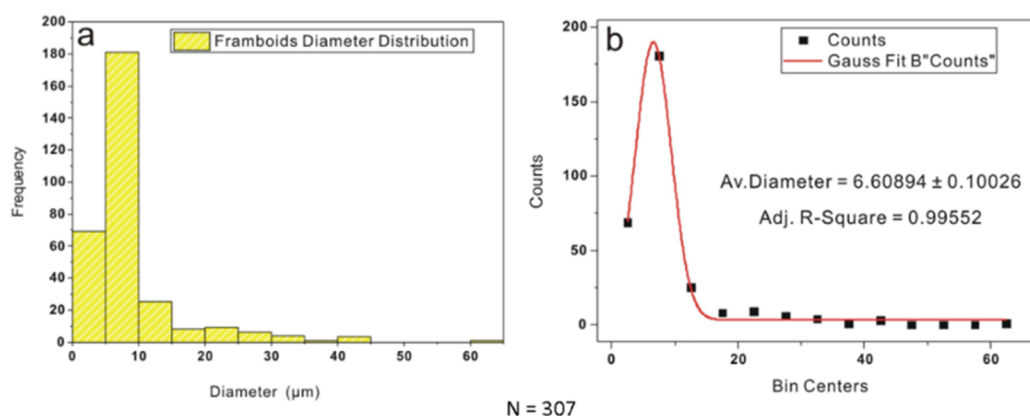 a
Framboids Diameter Distribution
200
180
160
140
120
100
80
60
40
20
0
Frequency
0 10 20 30 40 50 60
Diameter (µm)
b
Counts
Gauss Fit B"Counts"
200
150
100
50
0
Counts
Av.Diameter = 6.60894 ± 0.10026
Adj. R-Square = 0.99552
0 20 40 60
Bin Centers
N = 307